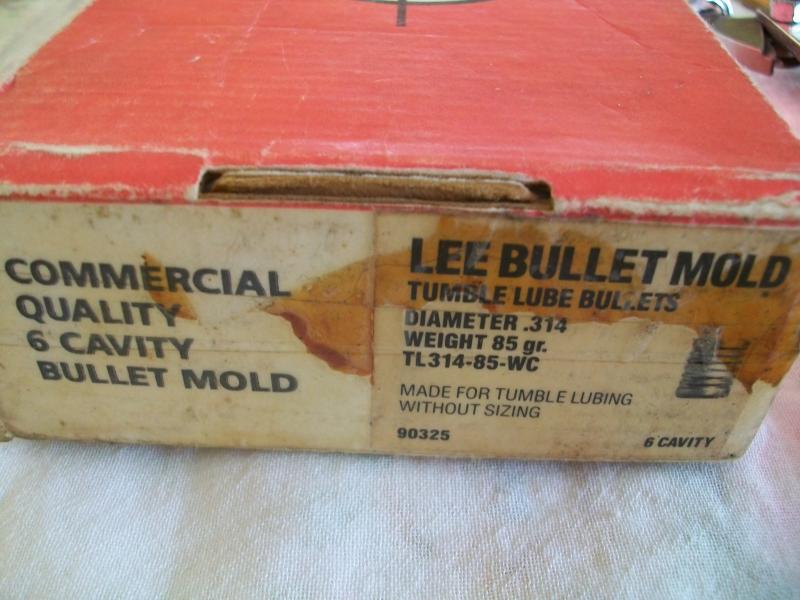 COMMERCIAL
QUALITY
6 CAVITY
BULLET MOLD
LEE BULLET MOLD
TUMBLE LUBE BULLETS
DIAMETER .314
WEIGHT 85 gr.
TL314-85-WC
MADE FOR TUMBLE LUBING
WITHOUT SIZING
90325
6 CAVITY